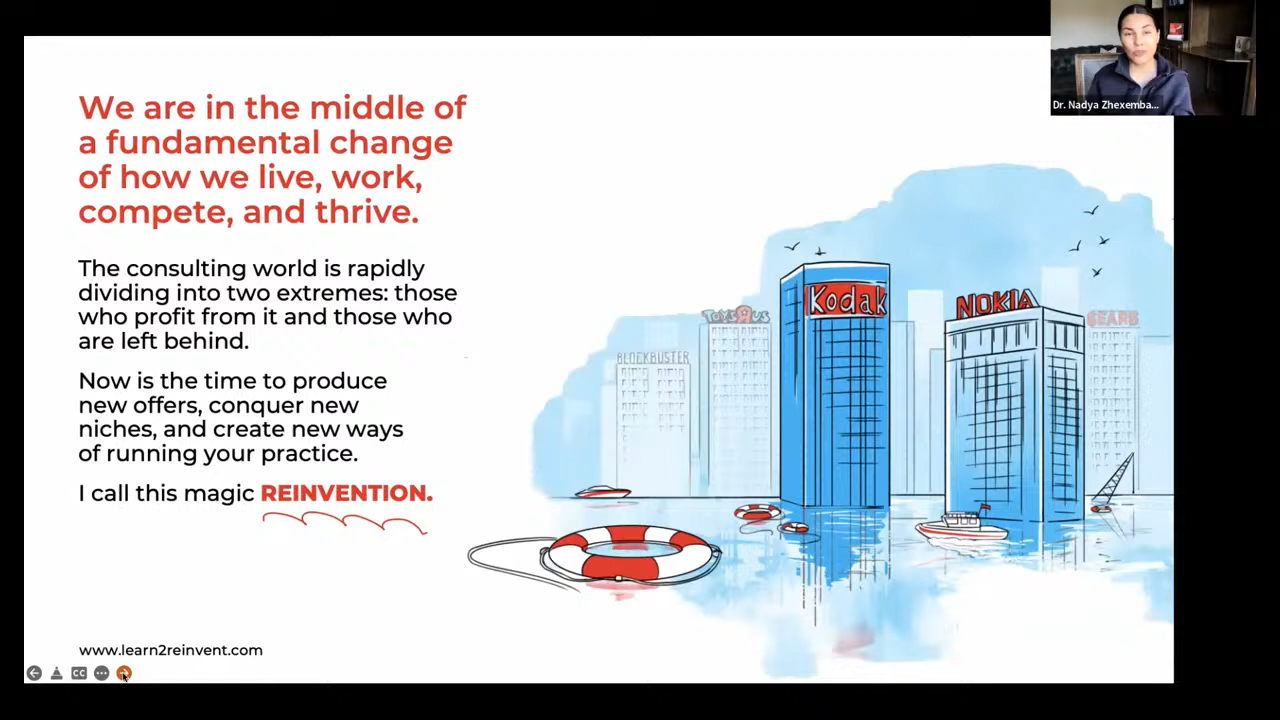 Dr. Nadya Zhexemba...
We are in the middle of
a fundamental change
of how we live, work,
compete, and thrive.
The consulting world is rapidly
dividing into two extremes: those
who profit from it and those who
are left behind.
Now is the time to produce
new offers, conquer new
niches, and create new ways
of running your practice.
I call this magic REINVENTION.
BLOCKBUSTER
TOYS R US
Kodak
NOKIA
SEARS
www.learn2reinvent.com
CC